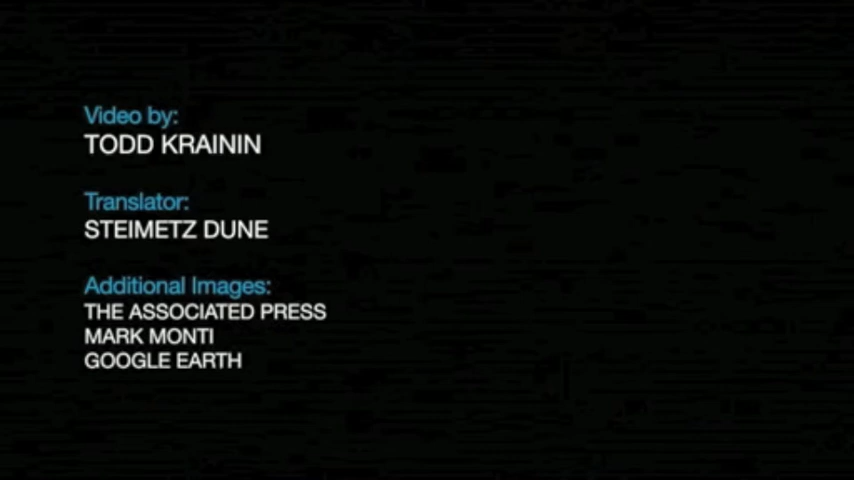 Video by:
TODD KRAININ
Translator:
STEIMETZ DUNE
Additional Images:
THE ASSOCIATED PRESS
MARK MONTI
GOOGLE EARTH